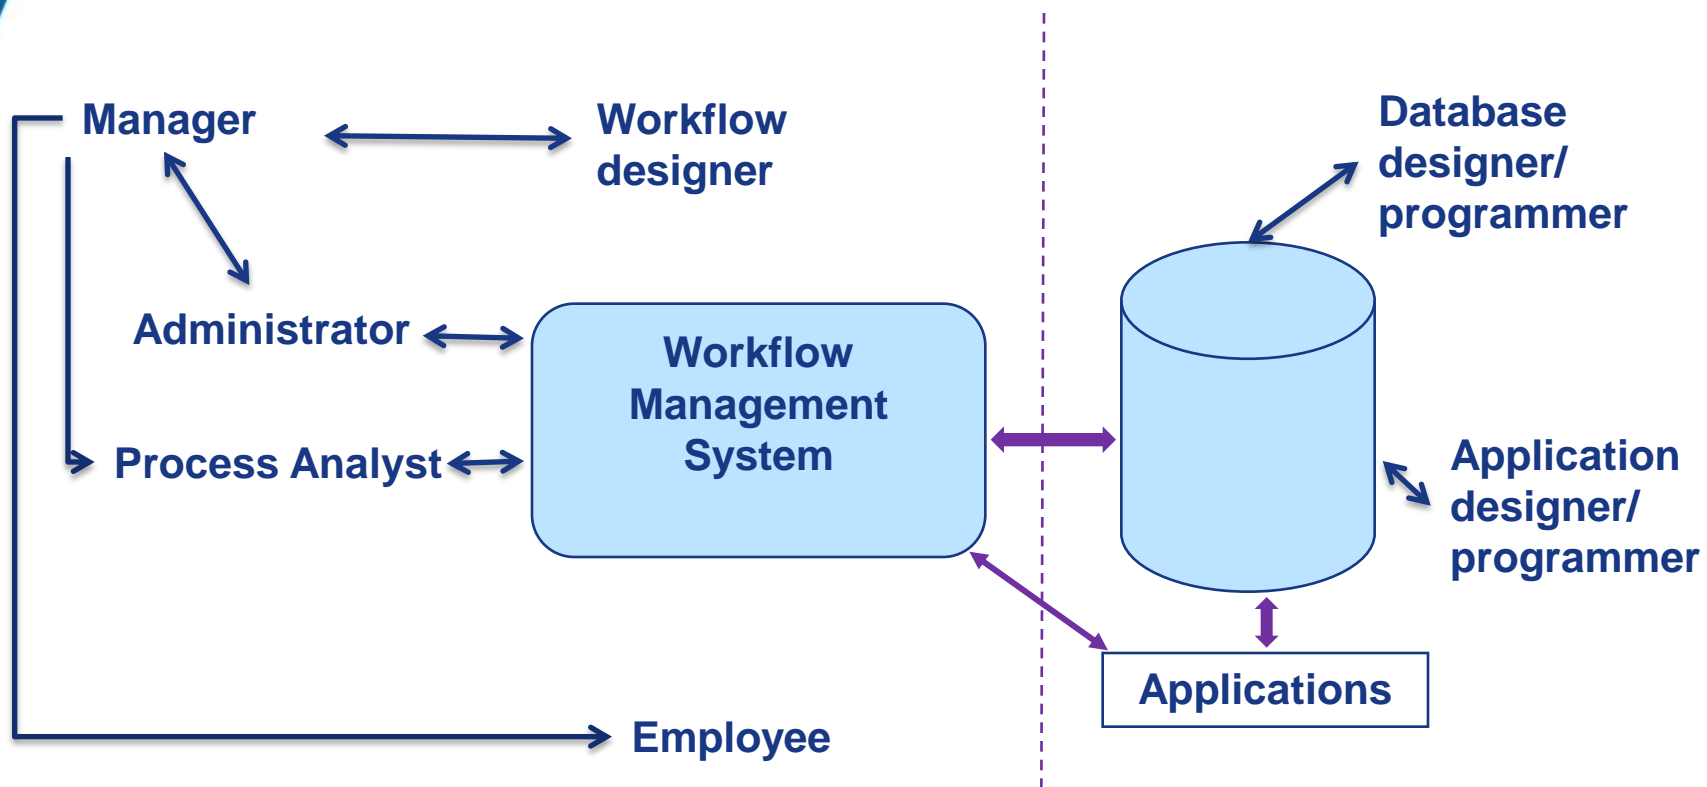 Manager
Workflow
designer
Database
designer/
programmer
Administrator
Workflow
Management
System
Process Analyst
Application
designer/
programmer
Applications
Employee